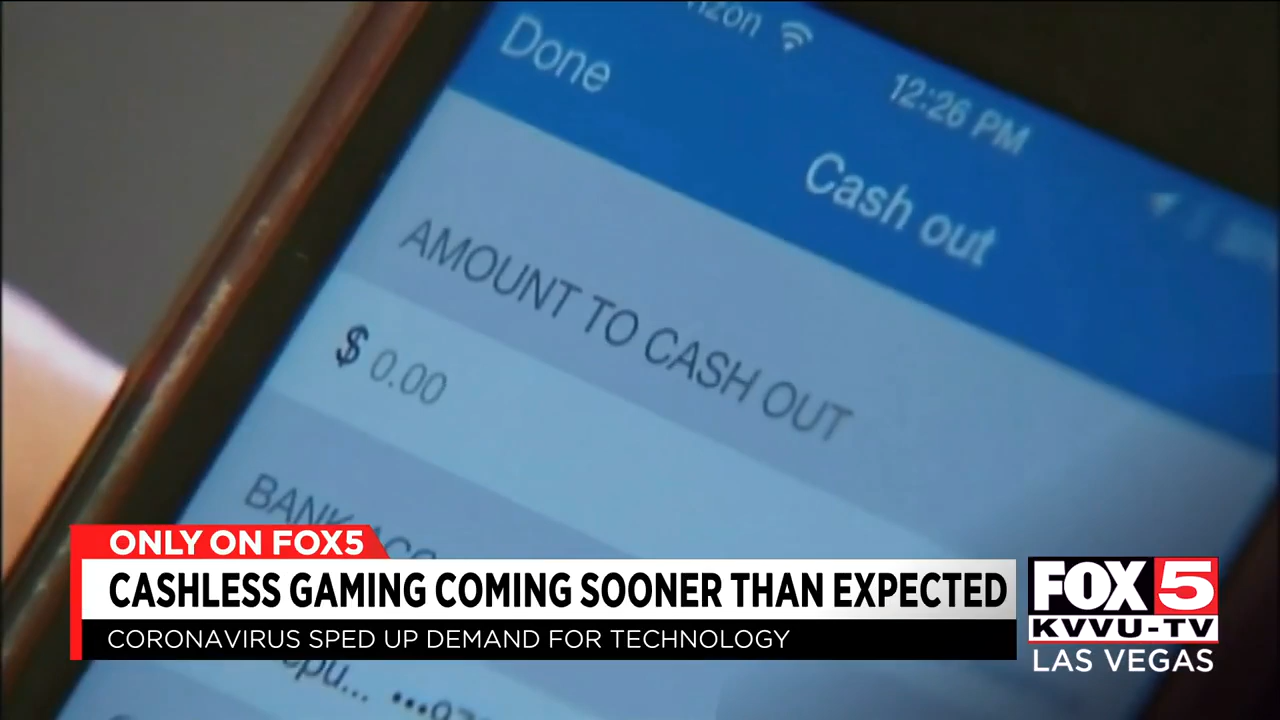 Done
12:26 PM
Cash out
AMOUNT TO CASH OUT
$ 0.00
BANK
ONLY ON FOX5
CASHLESS GAMING COMING SOONER THAN EXPECTED
CORONAVIRUS SPED UP DEMAND FOR TECHNOLOGY
FOX 5
KVVU-TV
LAS VEGAS